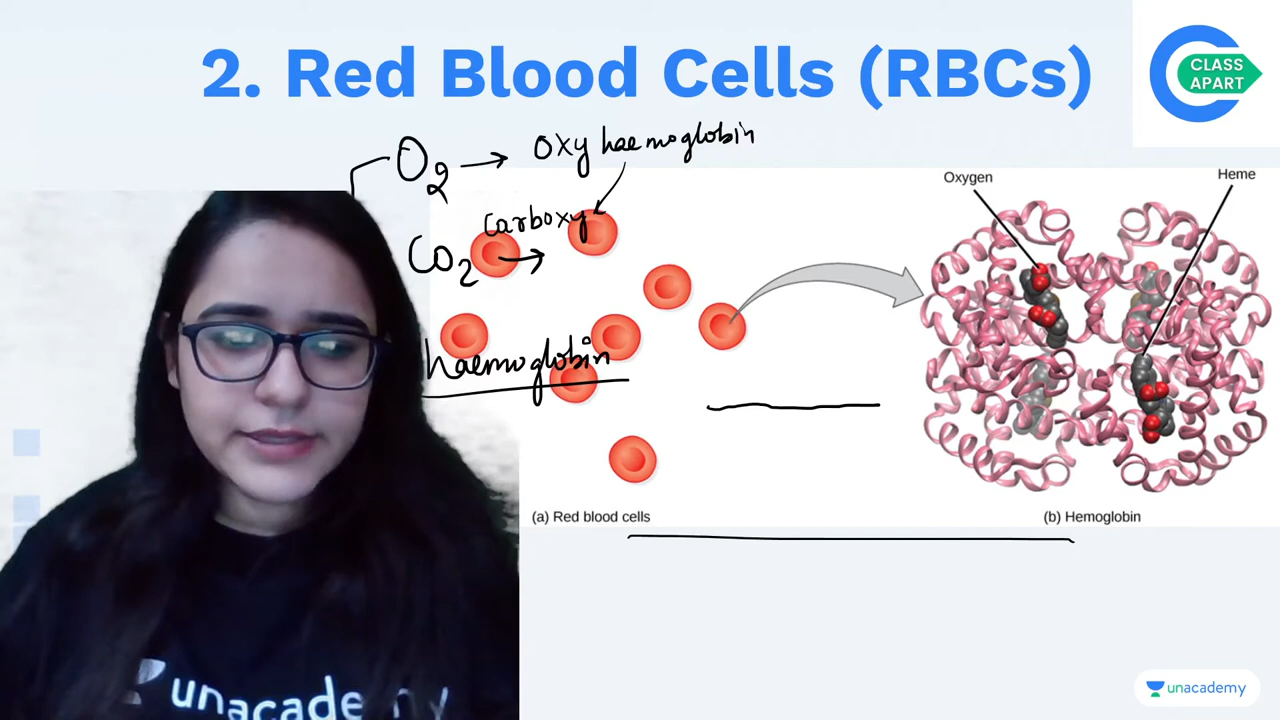 2. Red Blood Cells (RBCs)
CLASS
APART
O2 → Oxy haemoglobin
Carboxy
CO2 →
haemoglobin
Oxygen
Heme
(a) Red blood cells
(b) Hemoglobin
unacademy
unacademy